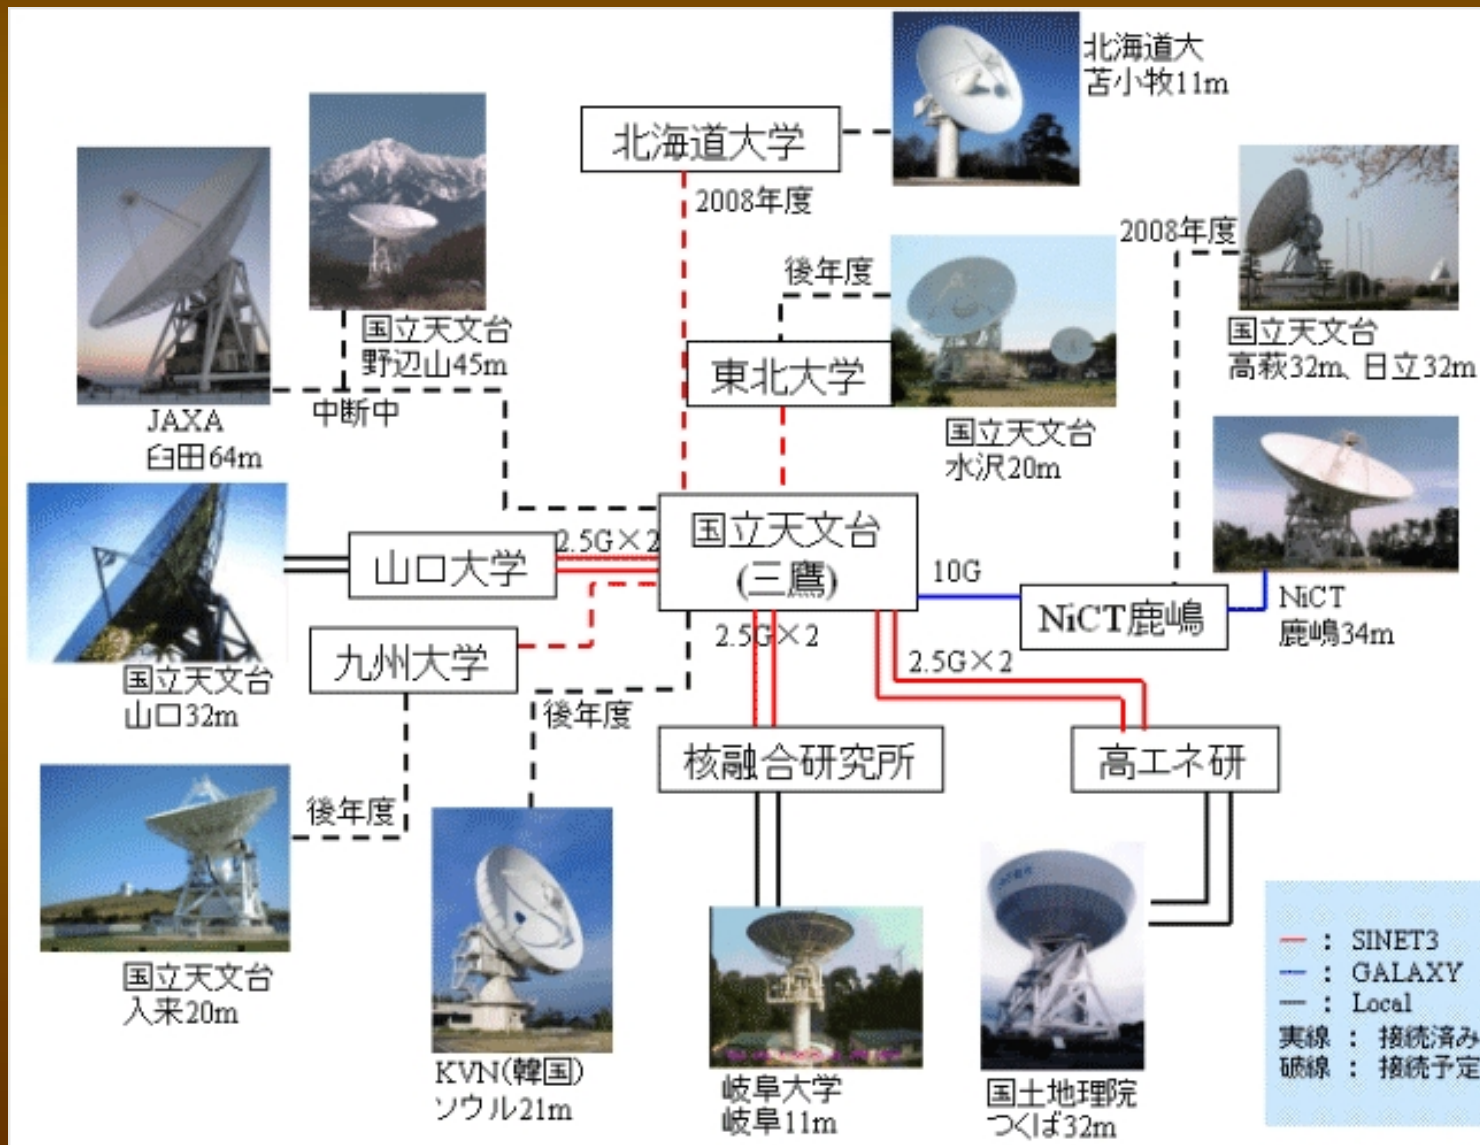 北海道大
苫小牧11m
北海道大学
2008年度
2008年度
後年度
国立天文台
野辺山45m
国立天文台
高萩32m、日立32m
東北大学
中断中
JAXA
臼田64m
国立天文台
水沢20m
2.5G×2
国立天文台
(三鷹)
山口大学
10G
NiCT鹿嶋
NiCT
鹿嶋34m
2.5G×2
九州大学
2.5G×2
国立天文台
山口32m
後年度
核融合研究所
高エネ研
後年度
国立天文台
入来20m
KVN(韓国)
ソウル21m
岐阜大学
岐阜11m
国土地理院
つくば32m
ー : SINET3
ー : GALAXY
ー : Local
実線 : 接続済み
破線 : 接続予定